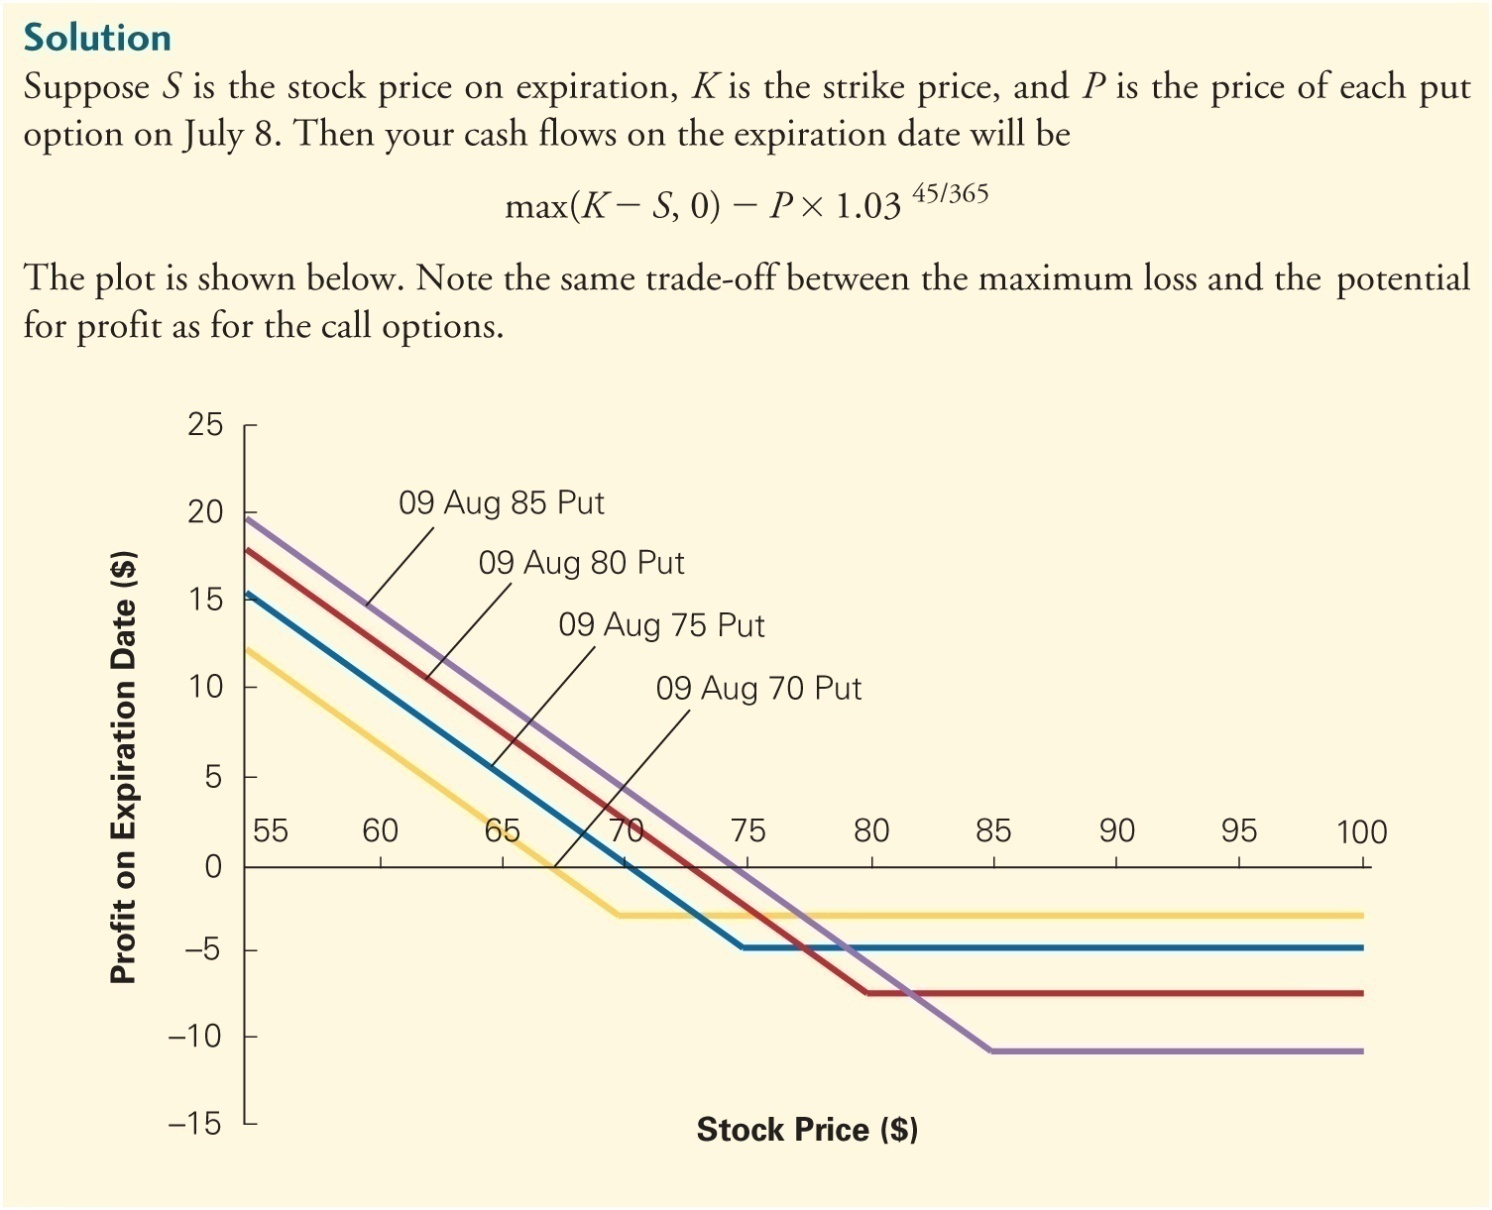 Solution
Suppose S is the stock price on expiration, K is the strike price, and P is the price of each put
option on July 8. Then your cash flows on the expiration date will be
max(K − S, 0) − P × 1.03 45/365
The plot is shown below. Note the same trade-off between the maximum loss and the potential
for profit as for the call options.
25
20
15
10
5
0
−5
−10
−15
Profit on Expiration Date ($)
09 Aug 85 Put
09 Aug 80 Put
09 Aug 75 Put
09 Aug 70 Put
55 60 65 70 75 80 85 90 95 100
Stock Price ($)